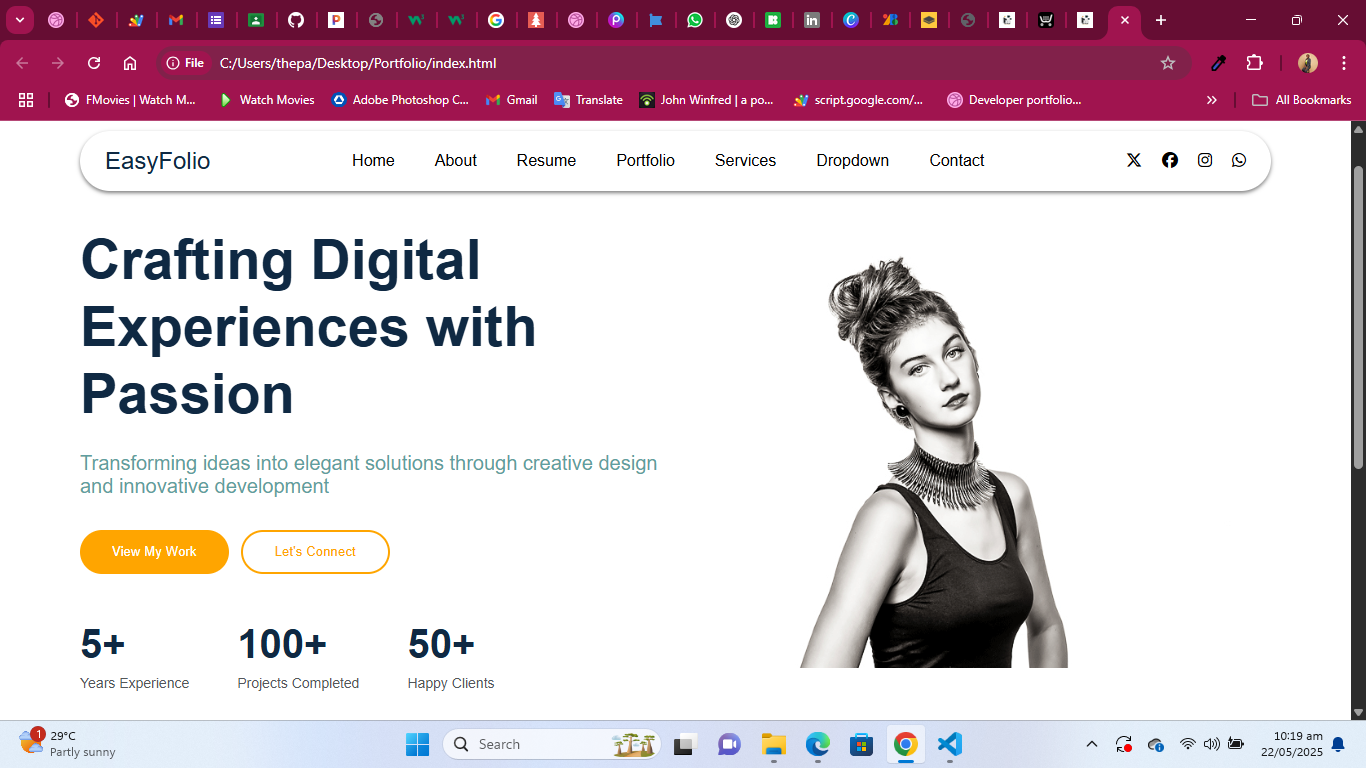 File
C:/Users/thepa/Desktop/Portfolio/index.html
FMovies | Watch M...
Watch Movies
Adobe Photoshop C...
Gmail
Translate
John Winfred | a po...
script.google.com/...
Developer portfolio...
»
All Bookmarks
EasyFolio
Home
About
Resume
Portfolio
Services
Dropdown
Contact
Crafting Digital
Experiences with
Passion
Transforming ideas into elegant solutions through creative design
and innovative development
View My Work
Let's Connect
5+
100+
50+
Years Experience
Projects Completed
Happy Clients
1
29°C
Partly sunny
Search
10:19 am
22/05/2025